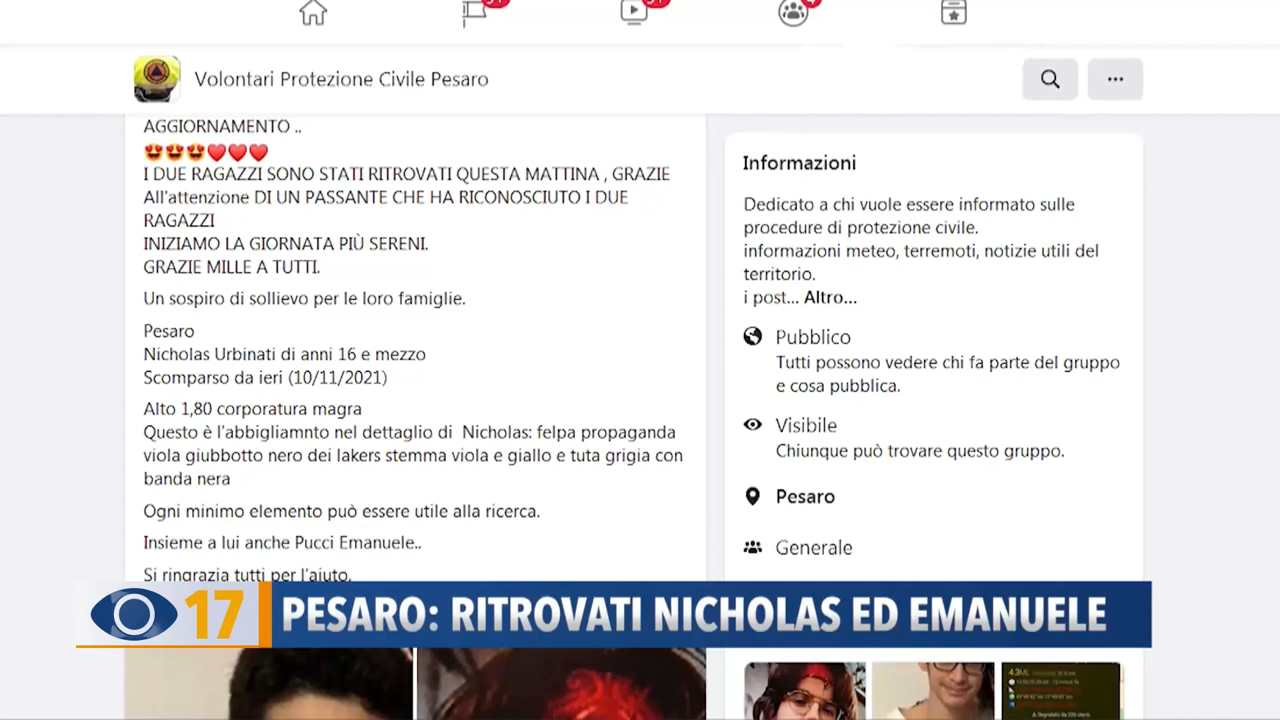 Volontari Protezione Civile Pesaro
AGGIORNAMENTO ..
I DUE RAGAZZI SONO STATI RITROVATI QUESTA MATTINA , GRAZIE
All'attenzione DI UN PASSANTE CHE HA RICONOSCIUTO I DUE
RAGAZZI
INIZIAMO LA GIORNATA PIÙ SERENI.
GRAZIE MILLE A TUTTI.
Un sospiro di sollievo per le loro famiglie.
Pesaro
Nicholas Urbinati di anni 16 e mezzo
Scomparso da ieri (10/11/2021)
Alto 1,80 corporatura magra
Questo è l'abbigliamnto nel dettaglio di Nicholas: felpa propaganda
viola giubbotto nero dei lakers stemma viola e giallo e tuta grigia con
banda nera
Ogni minimo elemento può essere utile alla ricerca.
Insieme a lui anche Pucci Emanuele..
Si ringrazia tutti per l'aiuto.
Informazioni
Dedicato a chi vuole essere informato sulle
procedure di protezione civile.
informazioni meteo, terremoti, notizie utili del
territorio.
i post... Altro...
Pubblico
Tutti possono vedere chi fa parte del gruppo
e cosa pubblica.
Visibile
Chiunque può trovare questo gruppo.
Pesaro
Generale
17 PESARO: RITROVATI NICHOLAS ED EMANUELE